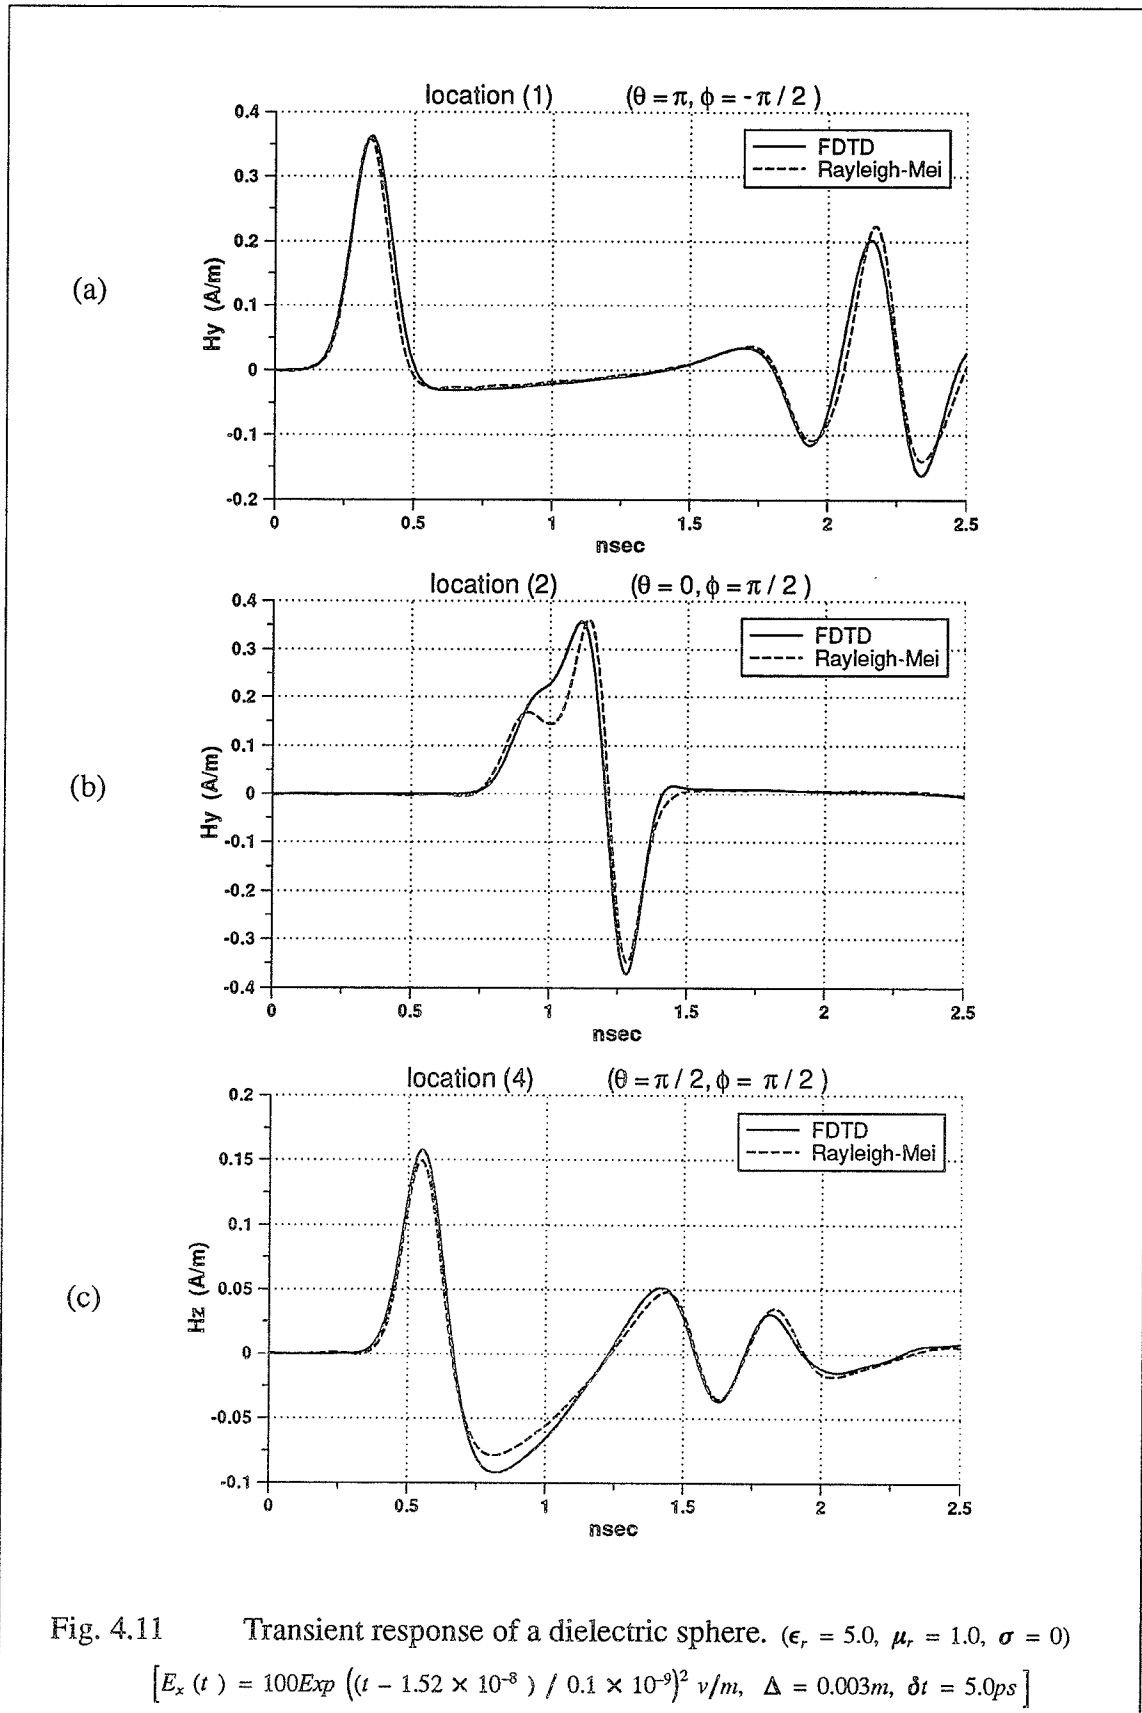 location (1) (θ = π, ϕ = - π / 2 )
(a)
Hy (A/m)
0.4
0.3
0.2
0.1
0
-0.1
-0.2
FDTD
Rayleigh-Mei
0 0.5 1 1.5 2 2.5
nsec
location (2) (θ = 0, ϕ = π / 2 )
(b)
Hy (A/m)
0.4
0.3
0.2
0.1
0
-0.1
-0.2
-0.3
-0.4
FDTD
Rayleigh-Mei
0 0.5 1 1.5 2 2.5
nsec
location (4) (θ = π / 2, ϕ = π / 2 )
(c)
Hz (A/m)
0.2
0.15
0.1
0.05
0
-0.05
-0.1
FDTD
Rayleigh-Mei
0 0.5 1 1.5 2 2.5
nsec
Fig. 4.11 Transient response of a dielectric sphere. (ϵr = 5.0, μr = 1.0, σ = 0)
[Ex (t ) = 100Exp ((t − 1.52 × 10⁻⁸ ) / 0.1 × 10⁻⁹)² v/m, Δ = 0.003m, δt = 5.0ps ]